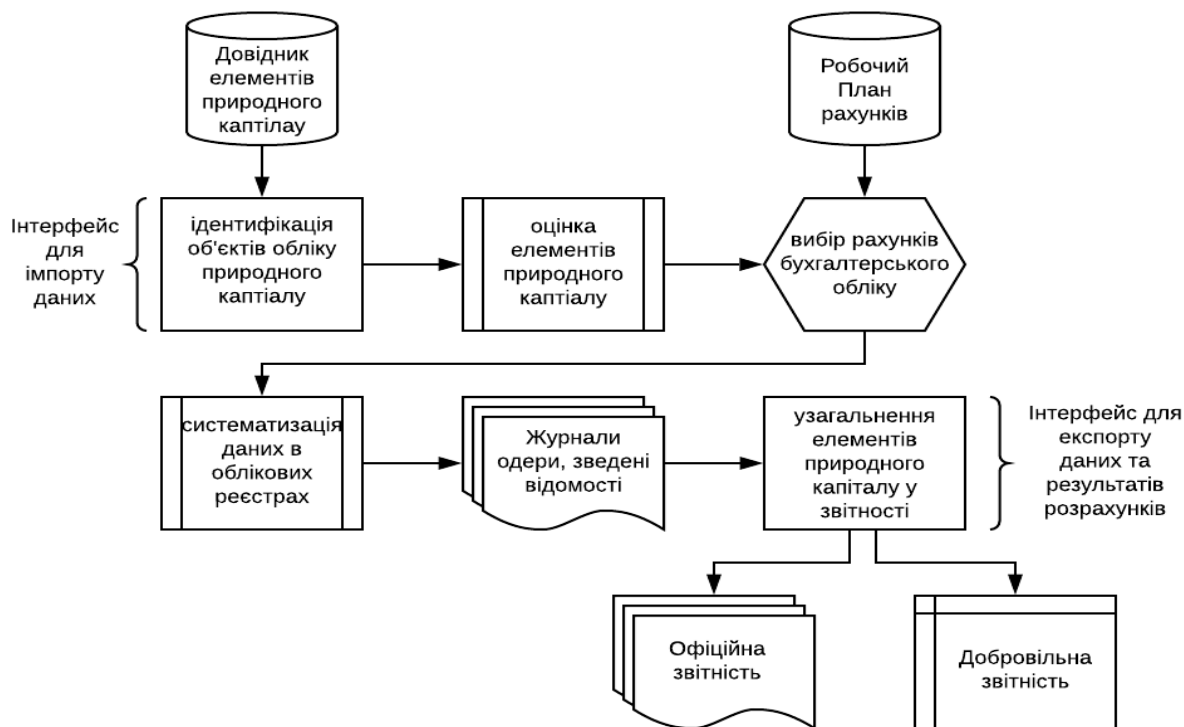 Довідник
елементів
природного
каптілау
Робочий
План
рахунків
Інтерфейс
для
імпорту
даних
ідентифікація
об'єктів обліку
природного
каптіалу
оцінка
елементів
природного
каптіалу
вибір рахунків
бухгалтерського
обліку
систематизація
даних в
облікових
реєстрах
Журнали
одери, зведені
відомості
узагальнення
елементів
природного
капіталу у
звітності
Інтерфейс для
експорту
даних та
результатів
розрахунків
Офіційна
звітність
Добровільна
звітність